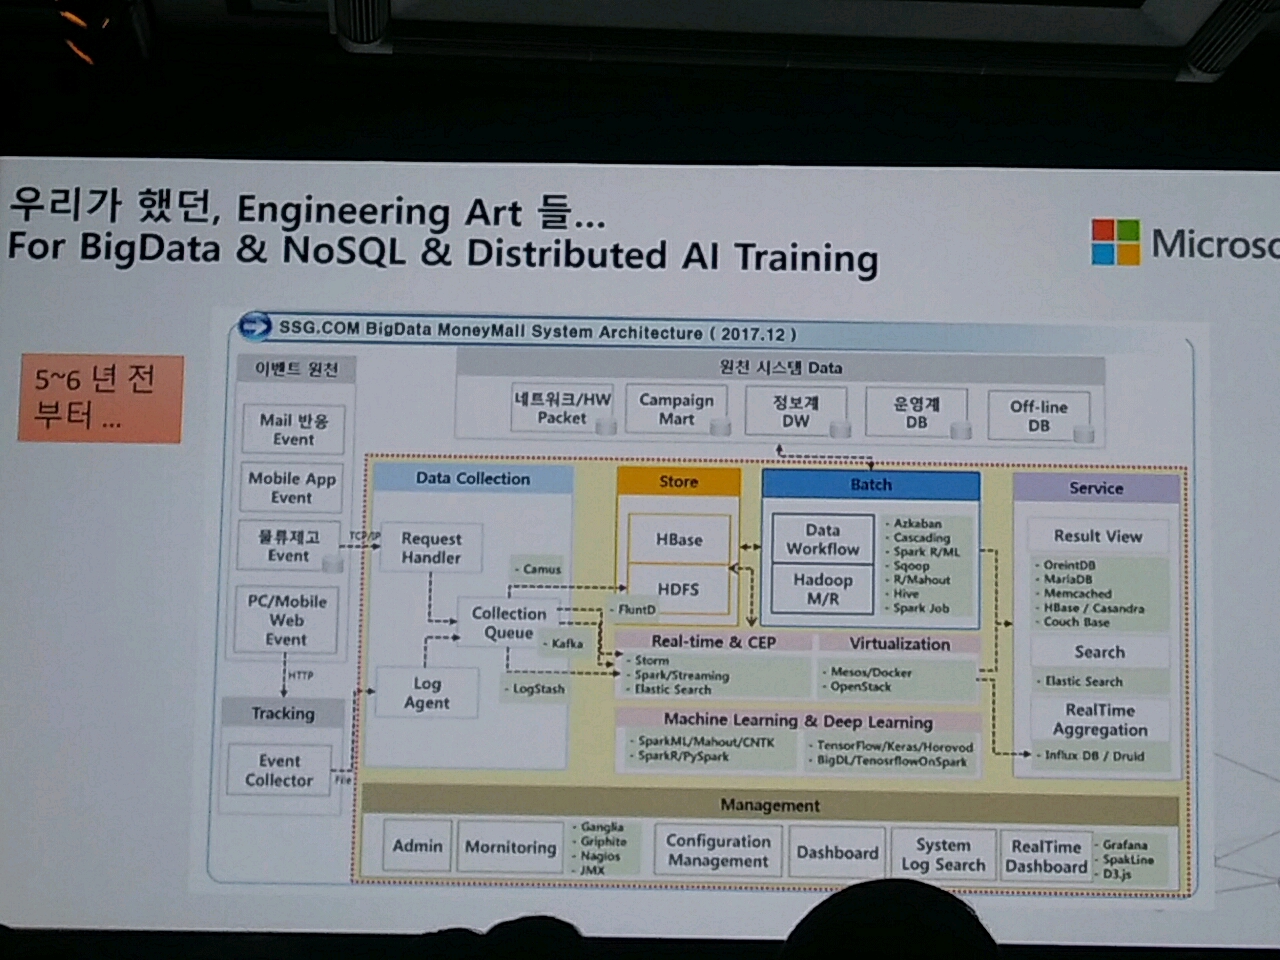 우리가 했던, Engineering Art 들...
For BigData & NoSQL & Distributed AI Training
Microsoc
5~6 년 전
부터 ...
SSG.COM BigData MoneyMall System Architecture ( 2017.12 )
이벤트 원천
Mail 반응
Event
Mobile App
Event
물류재고
Event
PC/Mobile
Web
Event
HTTP
Tracking
Event
Collector
TCP/IP
File
원천 시스템 Data
네트워크/HW
Packet
Campaign
Mart
정보계
DW
운영계
DB
Off-line
DB
Data Collection
Request
Handler
- Camus
Collection
Queue
- FluntD
- Kafka
Log
Agent
- LogStash
Store
HBase
HDFS
Batch
Data
Workflow
Hadoop
M/R
- Azkaban
- Cascading
- Spark R/ML
- Sqoop
- R/Mahout
- Hive
- Spark Job
Real-time & CEP
- Storm
- Spark/Streaming
- Elastic Search
Virtualization
- Mesos/Docker
- OpenStack
Machine Learning & Deep Learning
- SparkML/Mahout/CNTK
- SparkR/PySpark
- TensorFlow/Keras/Horovod
- BigDL/TenosrflowOnSpark
Service
Result View
- OreintDB
- MariaDB
- Memcached
- HBase / Casandra
- Couch Base
Search
- Elastic Search
RealTime
Aggregation
- Influx DB / Druid
Management
Admin
Mornitoring
- Ganglia
- Griphite
- Nagios
- JMX
Configuration
Management
Dashboard
System
Log Search
RealTime
Dashboard
- Grafana
- SpakLine
- D3.js